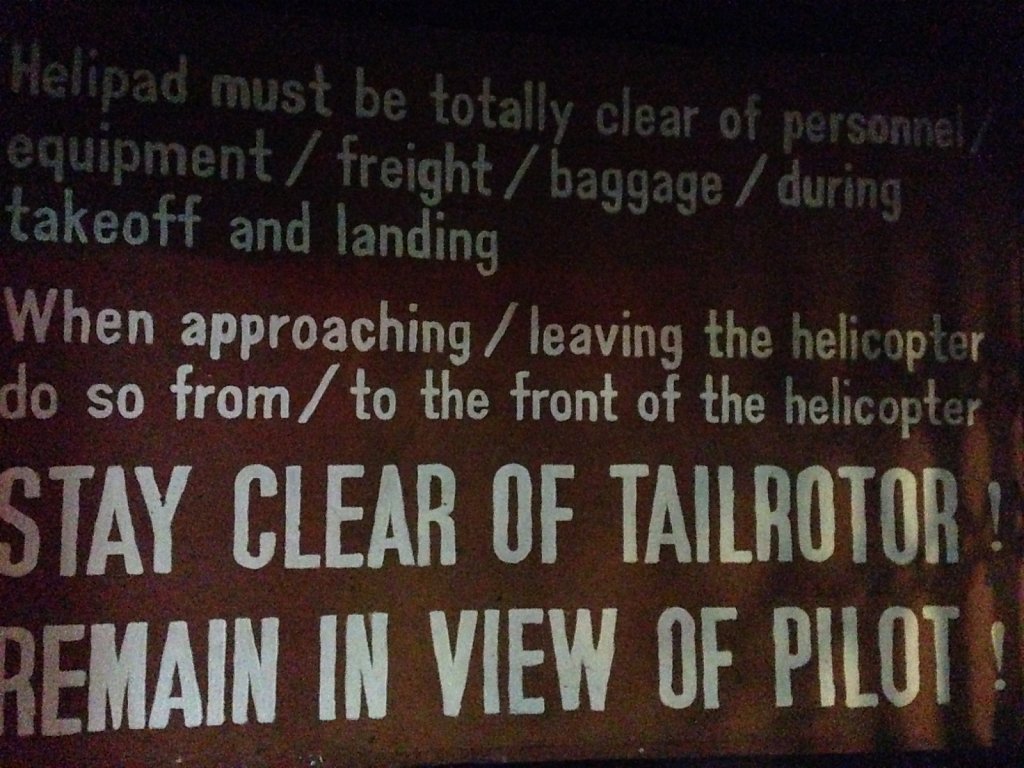 Helipad must be totally clear of personnel/
equipment / freight / baggage / during
takeoff and landing
When approaching / leaving the helicopter
do so from / to the front of the helicopter
STAY CLEAR OF TAILROTOR !
REMAIN IN VIEW OF PILOT !